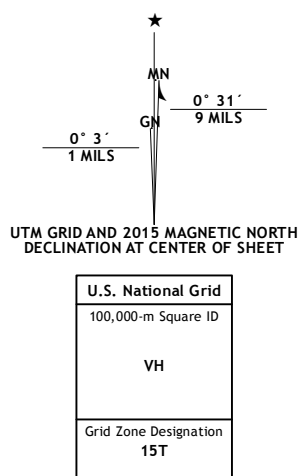 MN
0° 31´
9 MILS
GN
0° 3´
1 MILS
UTM GRID AND 2015 MAGNETIC NORTH
DECLINATION AT CENTER OF SHEET
U.S. National Grid
100,000-m Square ID
VH
Grid Zone Designation
15T